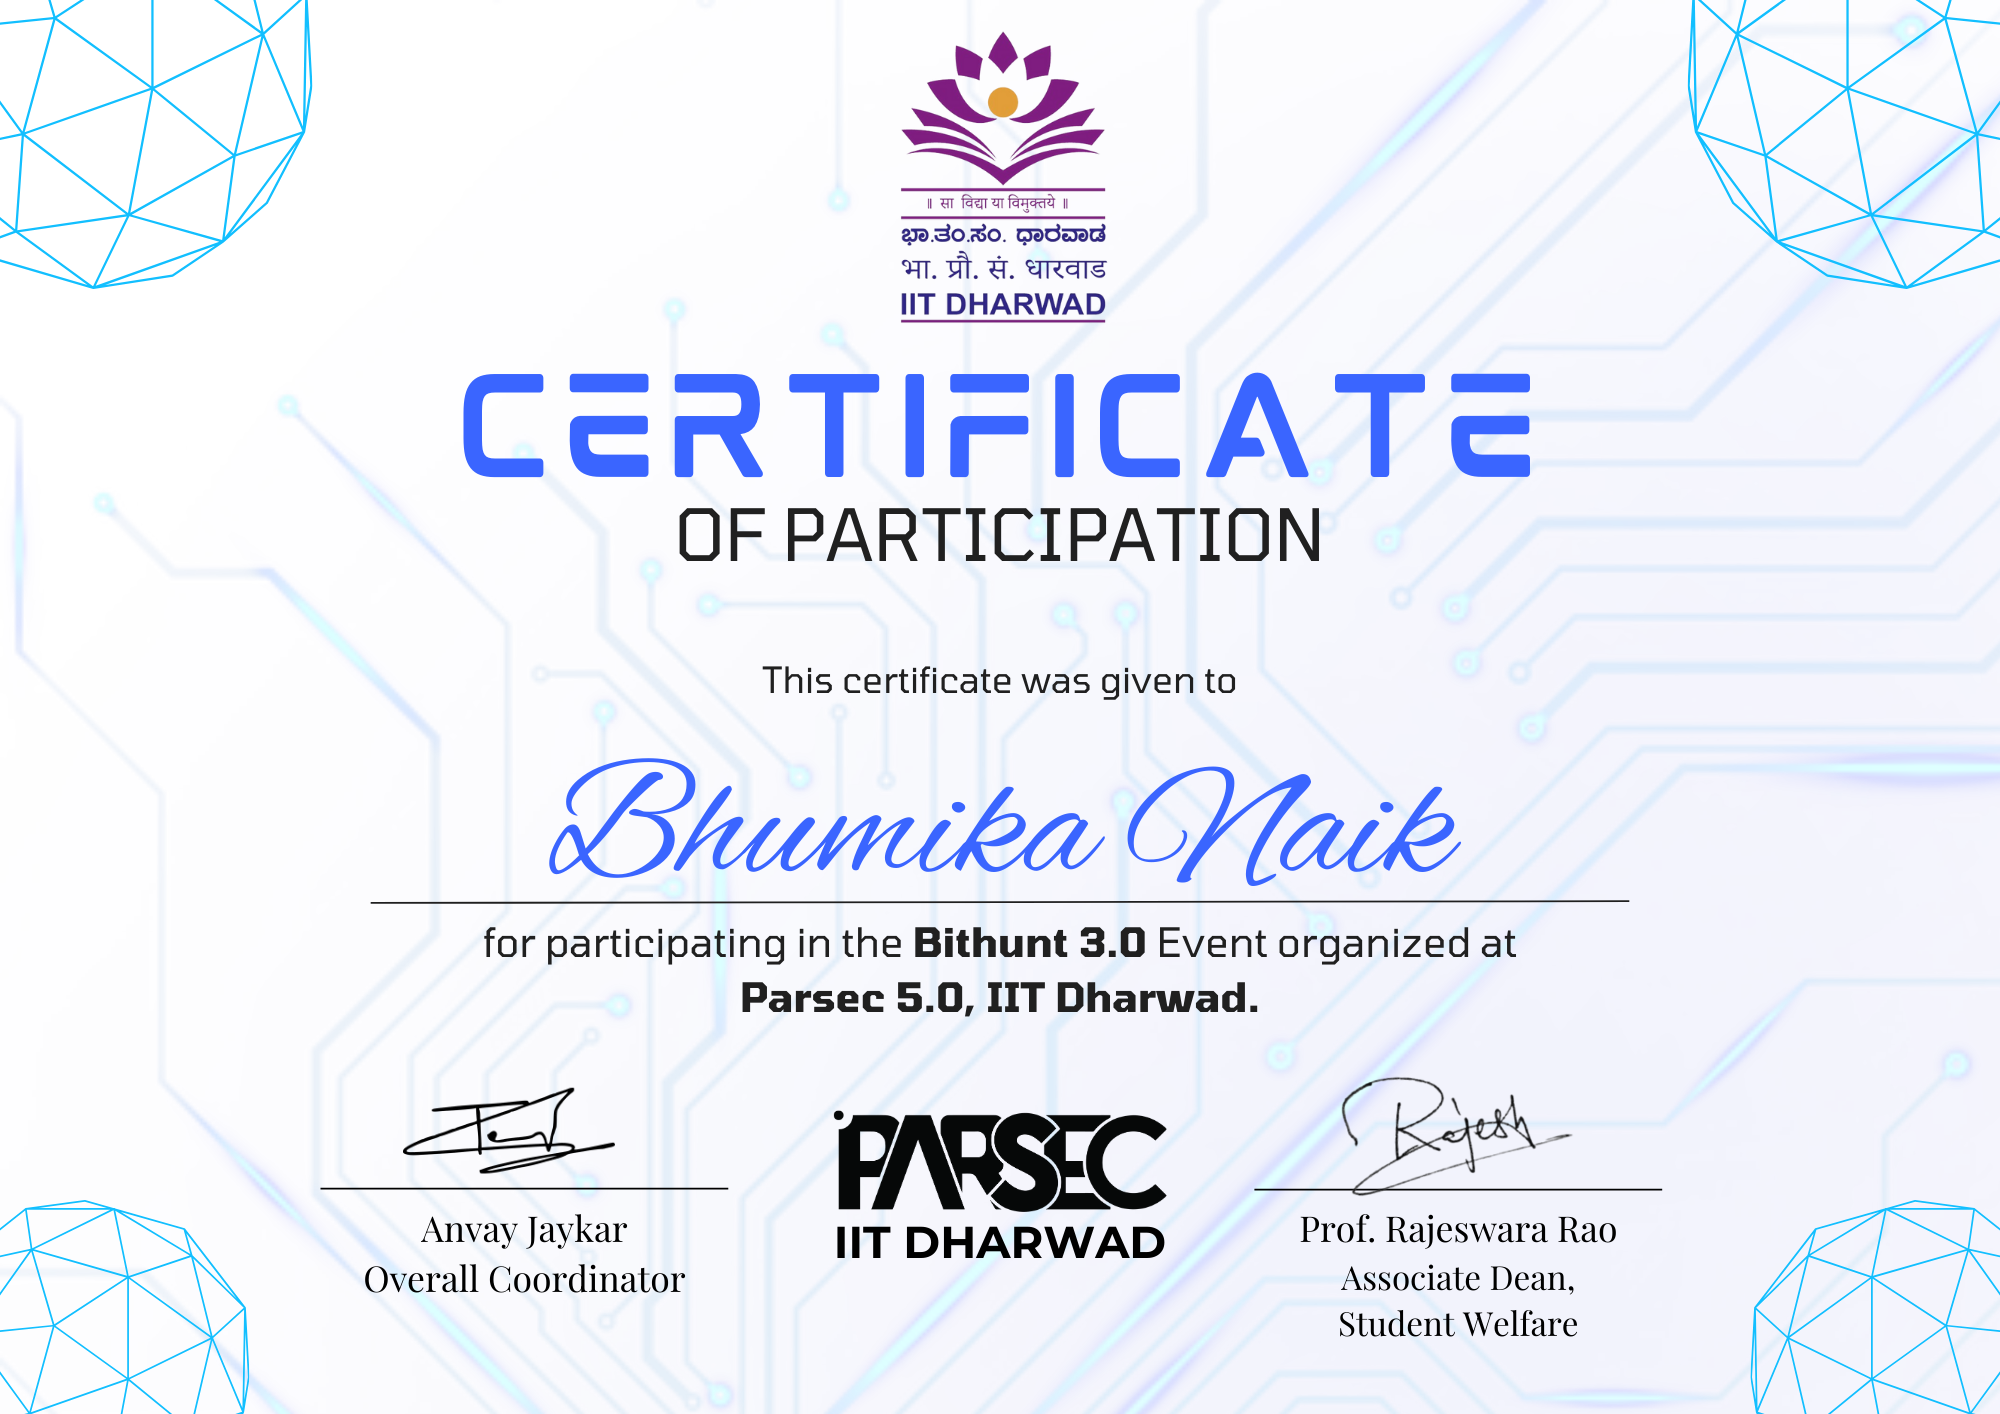 ॥ सा विद्या या विमुक्तये ॥
ಭಾ.ತಂ.ಸಂ. ಧಾರವಾಡ
भा. प्रौ. सं. धारवाड
IIT DHARWAD
CERTIFICATE
OF PARTICIPATION
This certificate was given to
Bhumika Naik
for participating in the Bithunt 3.0 Event organized at
Parsec 5.0, IIT Dharwad.
Rajesh
PARSEC
IIT DHARWAD
Anvay Jaykar
Overall Coordinator
Prof. Rajeswara Rao
Associate Dean,
Student Welfare